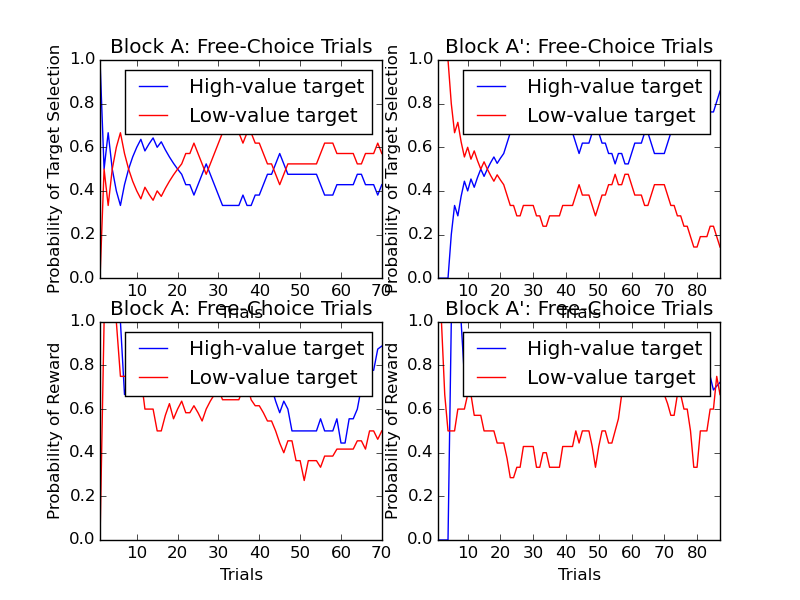 Block A: Free-Choice Trials
Probability of Target Selection
1.0
0.8
0.6
0.4
0.2
0.0
High-value target
Low-value target
10 20 30 40 50 60 70
Trials
Block A': Free-Choice Trials
Probability of Target Selection
1.0
0.8
0.6
0.4
0.2
0.0
High-value target
Low-value target
10 20 30 40 50 60 70 80
Trials
Block A: Free-Choice Trials
Probability of Reward
1.0
0.8
0.6
0.4
0.2
0.0
High-value target
Low-value target
10 20 30 40 50 60 70
Trials
Block A': Free-Choice Trials
Probability of Reward
1.0
0.8
0.6
0.4
0.2
0.0
High-value target
Low-value target
10 20 30 40 50 60 70 80
Trials